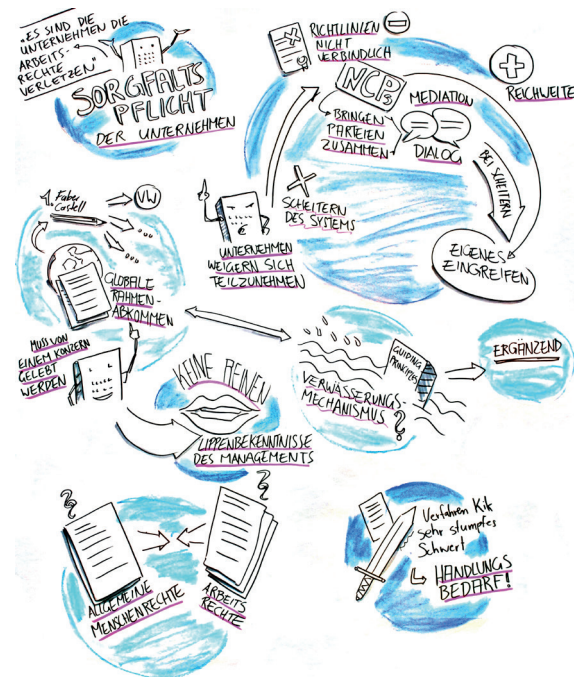 „ES SIND DIE
UNTERNEHMEN DIE
ARBEITS-
RECHTE
VERLETZEN"
SORGFALTS
PFLICHT
DER UNTERNEHMEN
RICHTLINIEN
NICHT
VERBINDLICH
NCPs
MEDIATION
BRINGEN
PARTEIEN
ZUSAMMEN
DIALOG
REICHWEITE
BEI SCHEITERN
EIGENES
EINGREIFEN
SCHEITERN
DES SYSTEMS
UNTERNEHMEN
WEIGERN SICH
TEILZUNEHMEN
1. Faber
Castell
VW
GLOBALE
RAHMEN-
ABKOMMEN
MUSS VON
EINEM KONZERN
GELEBT
WERDEN
KEINE REINEN
LIPPENBEKENNTNISSE
DES MANAGEMENTS
GUIDING
PRINCIPLES
VERWÄSSERUNGS-
MECHANISMUS?
ERGÄNZEND
ALLGEMEINE
MENSCHENRECHTE
ARBEITS
RECHTE
Verfahren Kik
sehr stumpfes
Schwert
HANDLUNGS
BEDARF!